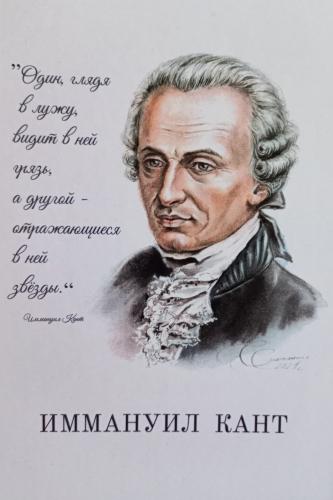 "Один, глядя
в лужу,
видит в ней
грязь,
а другой -
отражающиеся
в ней
звёзды."
Иммануил Кант
ИММАНУИЛ КАНТ